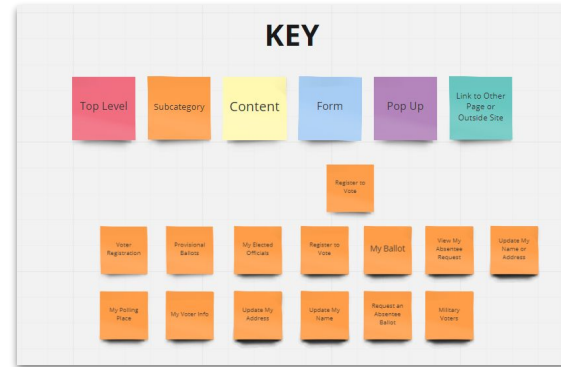 KEY
Top Level
Subcategory
Content
Form
Pop Up
Link to Other
Page or
Outside Site
Register to
Vote
Voter
Registration
Provisional
Ballots
My Elected
Officials
Register to
Vote
My Ballot
View My
Absentee
Request
Update My
Name or
Address
My Polling
Place
My Voter Info
Update My
Address
Update My
Name
Request an
Absentee
Ballot
Military
Voters